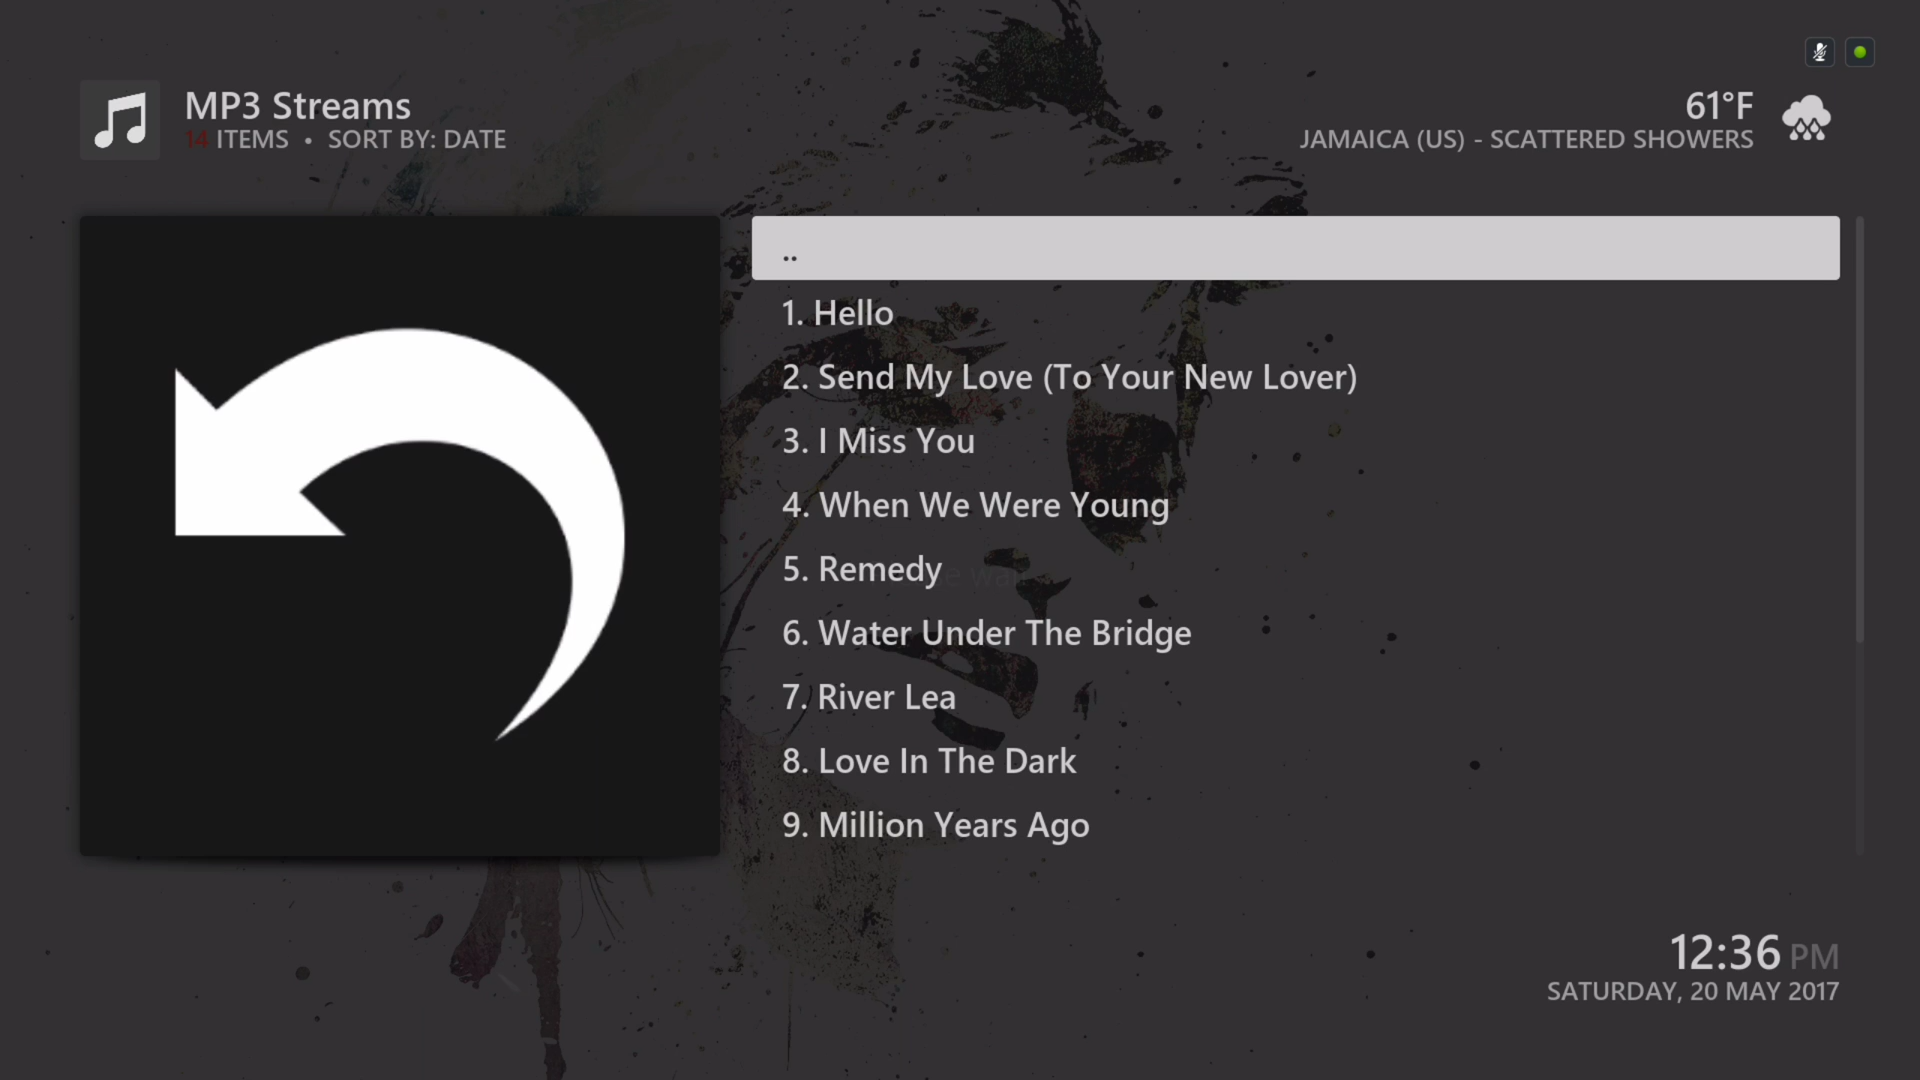 MP3 Streams
14 ITEMS • SORT BY: DATE
61°F
JAMAICA (US) - SCATTERED SHOWERS
..
1. Hello
2. Send My Love (To Your New Lover)
3. I Miss You
4. When We Were Young
5. Remedy
6. Water Under The Bridge
7. River Lea
8. Love In The Dark
9. Million Years Ago
12:36 PM
SATURDAY, 20 MAY 2017